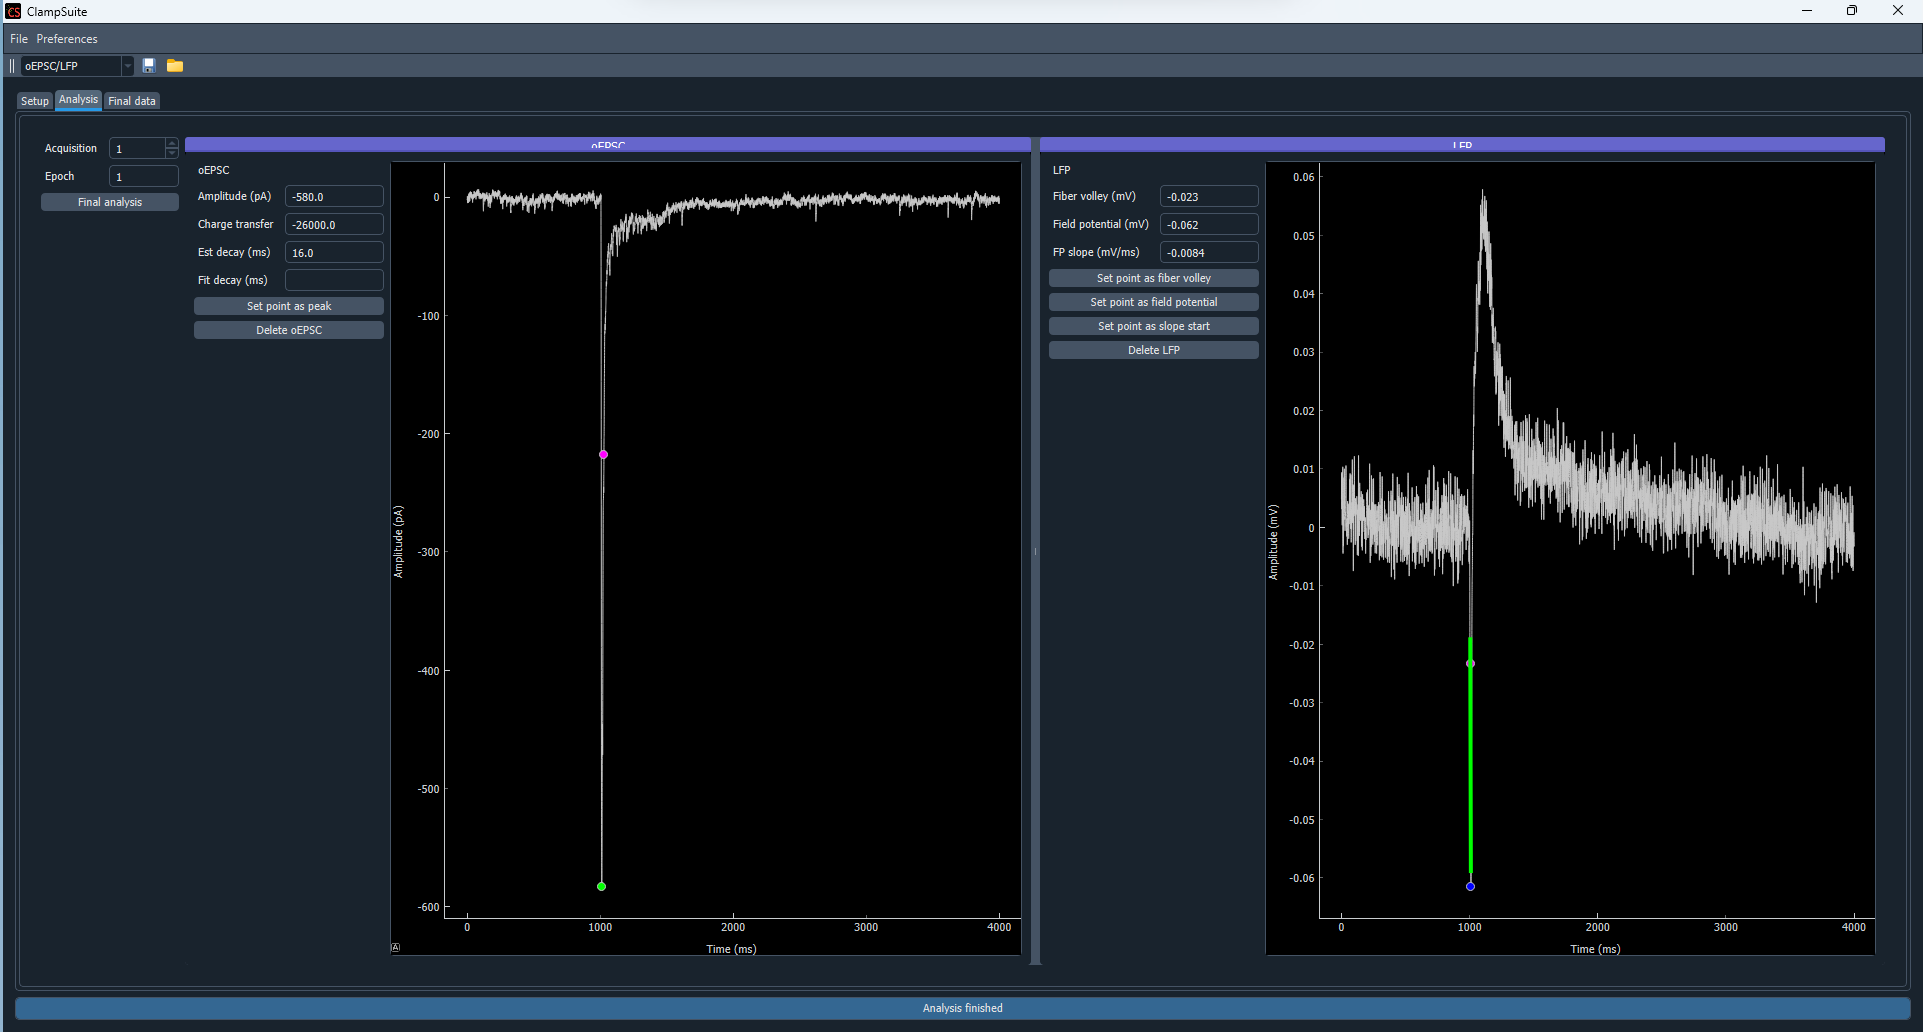 CS ClampSuite
File Preferences
oEPSC/LFP
Setup Analysis Final data
Acquisition 1
Epoch 1
Final analysis
oEPSC
oEPSC
Amplitude (pA) -580.0
Charge transfer -26000.0
Est decay (ms) 16.0
Fit decay (ms)
Set point as peak
Delete oEPSC
0
-100
-200
-300
-400
-500
-600
Amplitude (pA)
0 1000 2000 3000 4000
Time (ms)
A
LFP
LFP
Fiber volley (mV) -0.023
Field potential (mV) -0.062
FP slope (mV/ms) -0.0084
Set point as fiber volley
Set point as field potential
Set point as slope start
Delete LFP
0.06
0.05
0.04
0.03
0.02
0.01
0
-0.01
-0.02
-0.03
-0.04
-0.05
-0.06
Amplitude (mV)
0 1000 2000 3000 4000
Time (ms)
Analysis finished